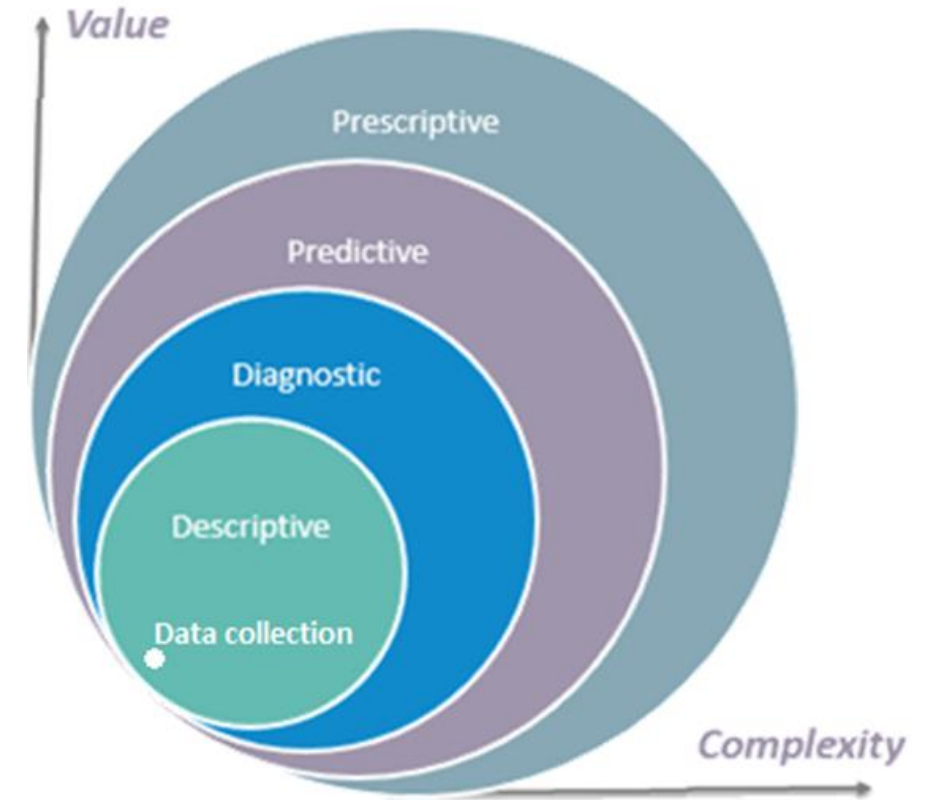 Value
Prescriptive
Predictive
Diagnostic
Descriptive
Data collection
Complexity